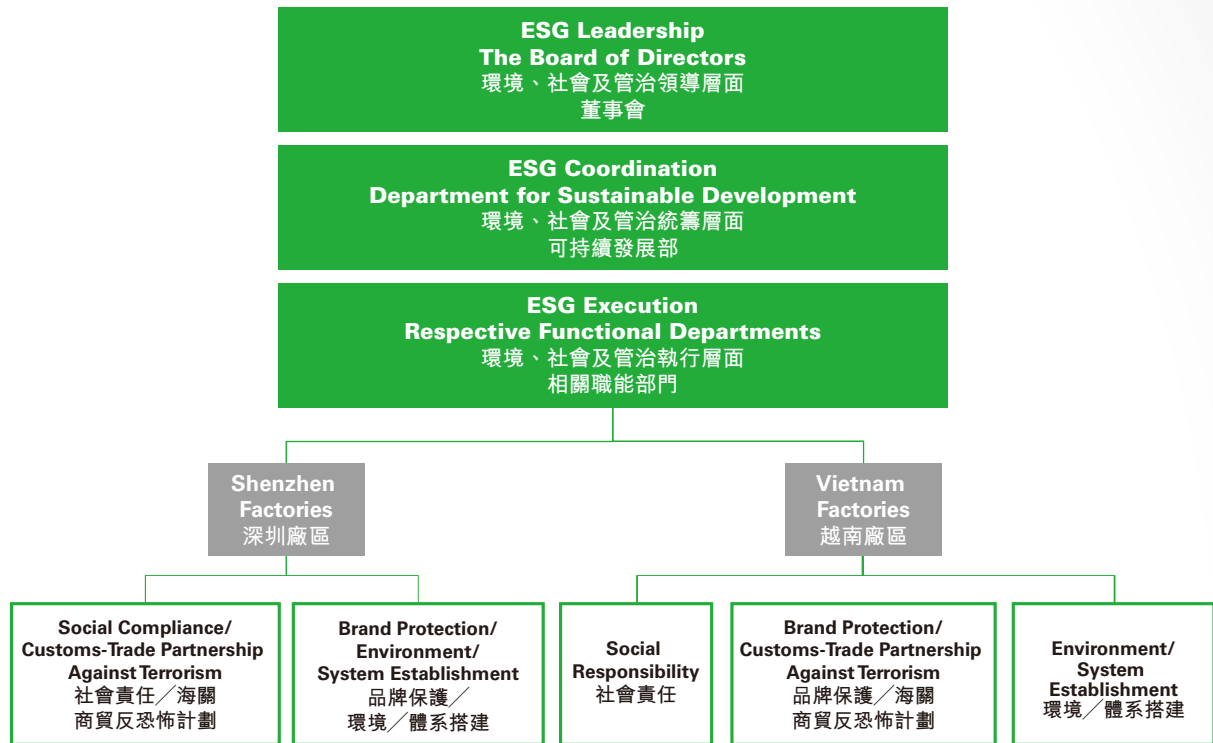 ESG Leadership
The Board of Directors
環境、社會及管治領導層面
董事會
ESG Coordination
Department for Sustainable Development
環境、社會及管治統籌層面
可持續發展部
ESG Execution
Respective Functional Departments
環境、社會及管治執行層面
相關職能部門
Shenzhen
Factories
深圳廠區
Vietnam
Factories
越南廠區
Social Compliance/
Customs-Trade Partnership
Against Terrorism
社會責任／海關
商貿反恐怖計劃
Brand Protection/
Environment/
System Establishment
品牌保護／
環境／體系搭建
Social
Responsibility
社會責任
Brand Protection/
Customs-Trade Partnership
Against Terrorism
品牌保護／海關
商貿反恐怖計劃
Environment/
System
Establishment
環境／體系搭建